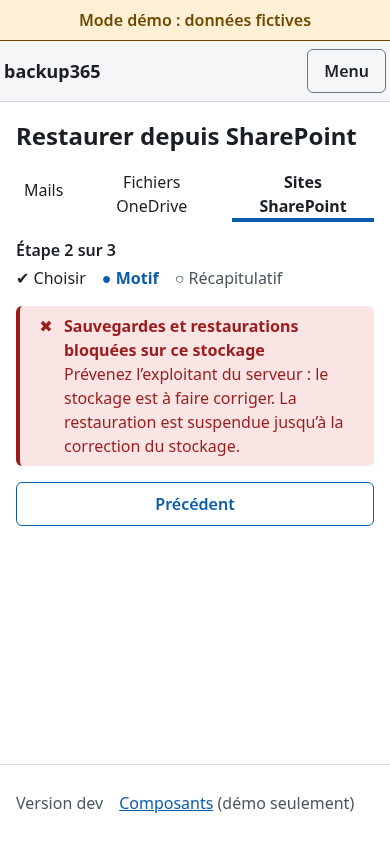 Mode démo : données fictives
backup365
Menu
Restaurer depuis SharePoint
Mails
Fichiers
OneDrive
Sites
SharePoint
Étape 2 sur 3
✔ Choisir ● Motif ○ Récapitulatif
✖ Sauvegardes et restaurations
bloquées sur ce stockage
Prévenez l’exploitant du serveur : le
stockage est à faire corriger. La
restauration est suspendue jusqu’à la
correction du stockage.
Précédent
Version dev Composants (démo seulement)